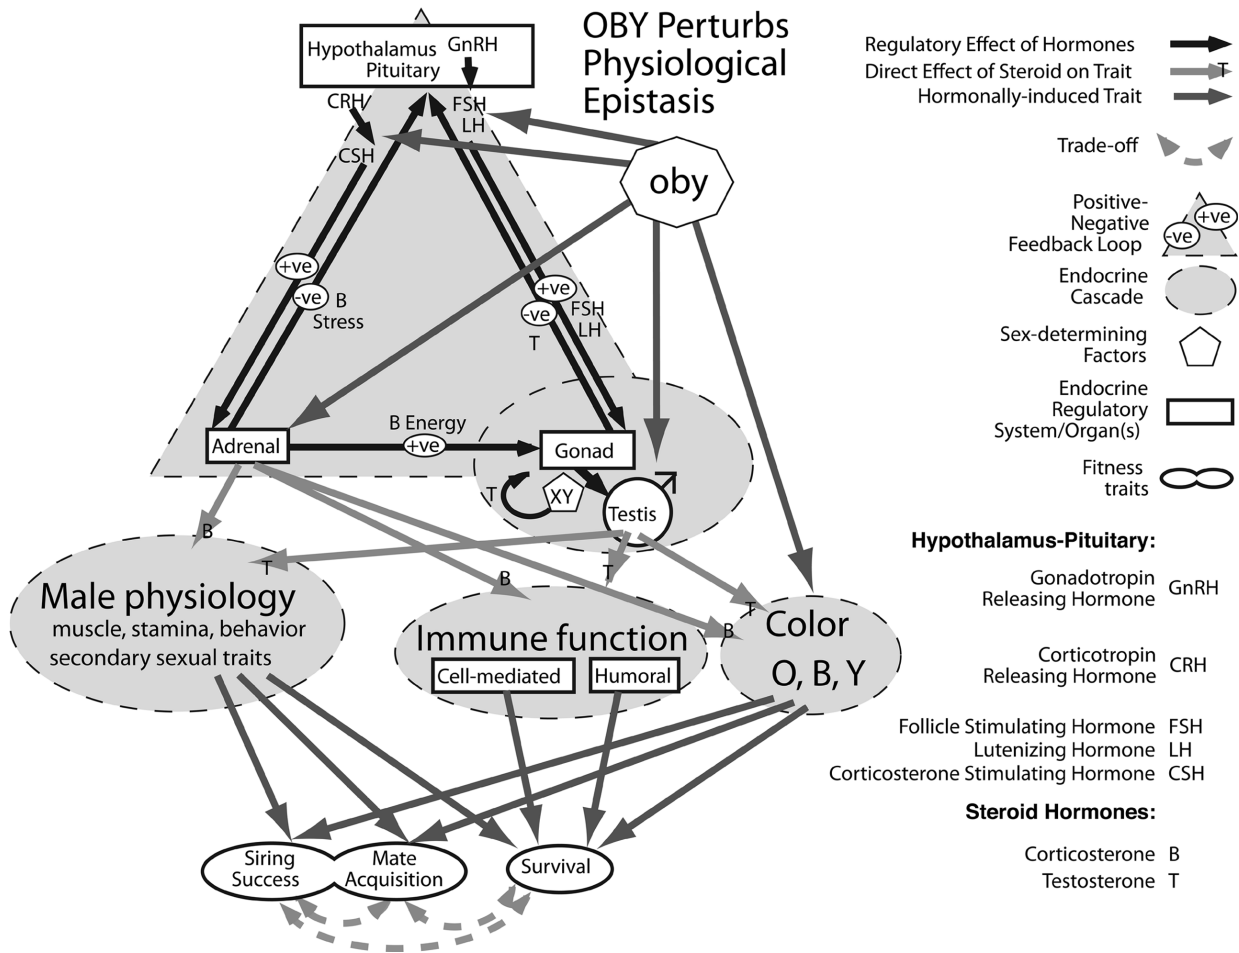 OBY Perturbs
Physiological
Epistasis
Hypothalamus
Pituitary
GnRH
CRH
CSH
FSH
LH
oby
+ve
-ve
B
Stress
+ve
-ve
FSH
LH
T
Adrenal
B Energy
+ve
Gonad
T
XY
Testis
B
T
B
T
T
B
Male physiology
muscle, stamina, behavior
secondary sexual traits
Immune function
Cell-mediated
Humoral
Color
O, B, Y
Siring
Success
Mate
Acquisition
Survival
Regulatory Effect of Hormones
Direct Effect of Steroid on Trait
T
Hormonally-induced Trait
Trade-off
Positive-
Negative
Feedback Loop
+ve
-ve
Endocrine
Cascade
Sex-determining
Factors
Endocrine
Regulatory
System/Organ(s)
Fitness
traits
Hypothalamus-Pituitary:
Gonadotropin
Releasing Hormone
GnRH
Corticotropin
Releasing Hormone
CRH
Follicle Stimulating Hormone FSH
Lutenizing Hormone LH
Corticosterone Stimulating Hormone CSH
Steroid Hormones:
Corticosterone B
Testosterone T